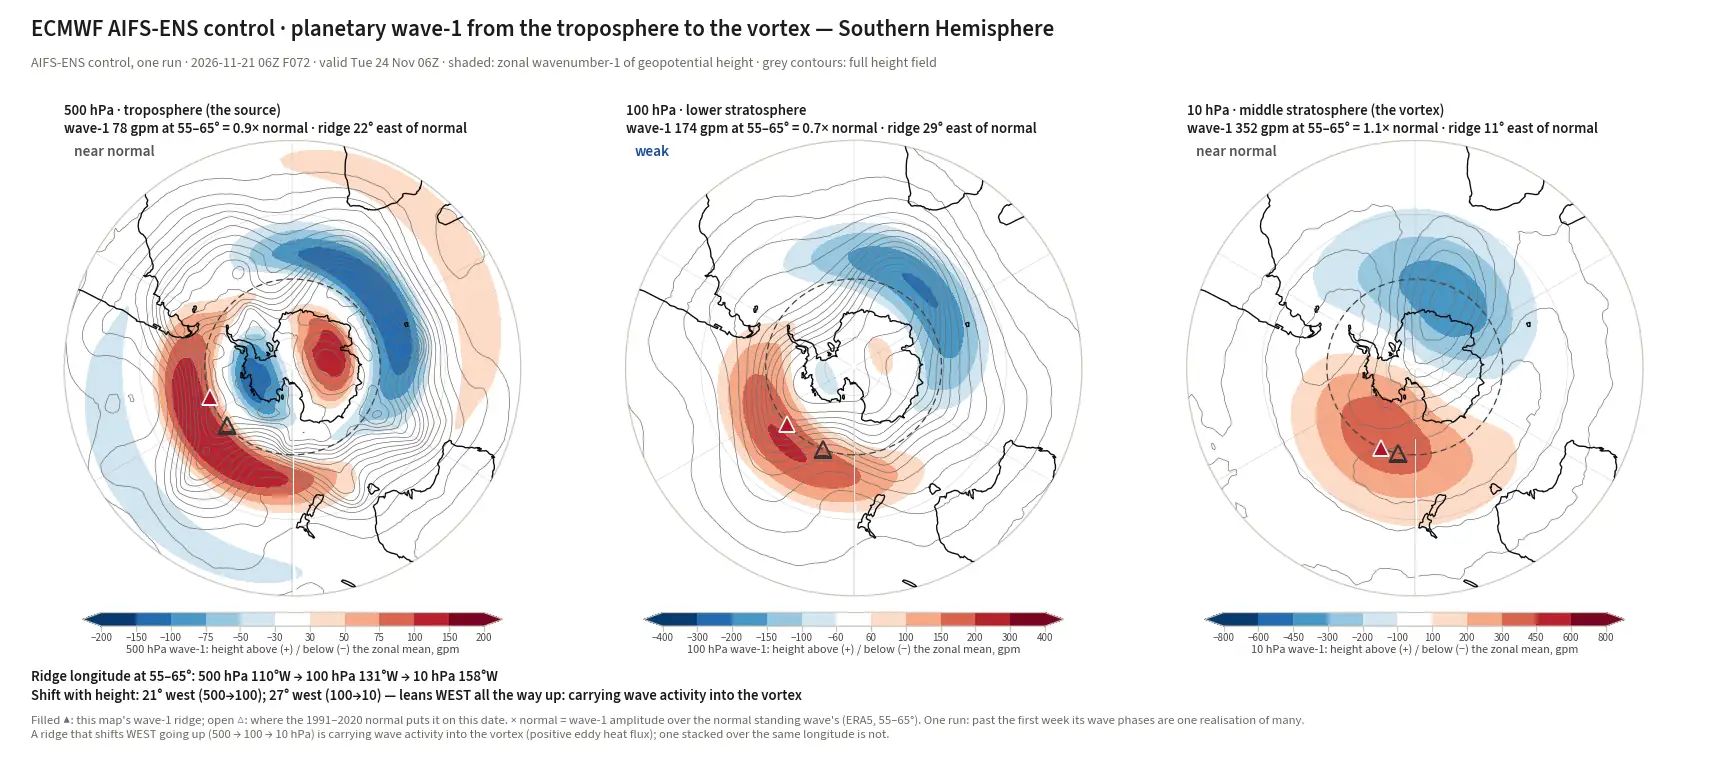 ECMWF AIFS-ENS control · planetary wave-1 from the troposphere to the vortex — Southern Hemisphere
AIFS-ENS control, one run · 2026-11-21 06Z F072 · valid Tue 24 Nov 06Z · shaded: zonal wavenumber-1 of geopotential height · grey contours: full height field
500 hPa · troposphere (the source)
wave-1 78 gpm at 55–65° = 0.9× normal · ridge 22° east of normal
near normal
100 hPa · lower stratosphere
wave-1 174 gpm at 55–65° = 0.7× normal · ridge 29° east of normal
weak
10 hPa · middle stratosphere (the vortex)
wave-1 352 gpm at 55–65° = 1.1× normal · ridge 11° east of normal
near normal
−200 −150 −100 −75 −50 −30 30 50 75 100 150 200
500 hPa wave-1: height above (+) / below (−) the zonal mean, gpm
−400 −300 −200 −150 −100 −60 60 100 150 200 300 400
100 hPa wave-1: height above (+) / below (−) the zonal mean, gpm
−800 −600 −450 −300 −200 −100 100 200 300 450 600 800
10 hPa wave-1: height above (+) / below (−) the zonal mean, gpm
Ridge longitude at 55–65°: 500 hPa 110°W → 100 hPa 131°W → 10 hPa 158°W
Shift with height: 21° west (500→100); 27° west (100→10) — leans WEST all the way up: carrying wave activity into the vortex
Filled ▲: this map's wave-1 ridge; open △: where the 1991–2020 normal puts it on this date. × normal = wave-1 amplitude over the normal standing wave's (ERA5, 55–65°). One run: past the first week its wave phases are one realisation of many.
A ridge that shifts WEST going up (500 → 100 → 10 hPa) is carrying wave activity into the vortex (positive eddy heat flux); one stacked over the same longitude is not.